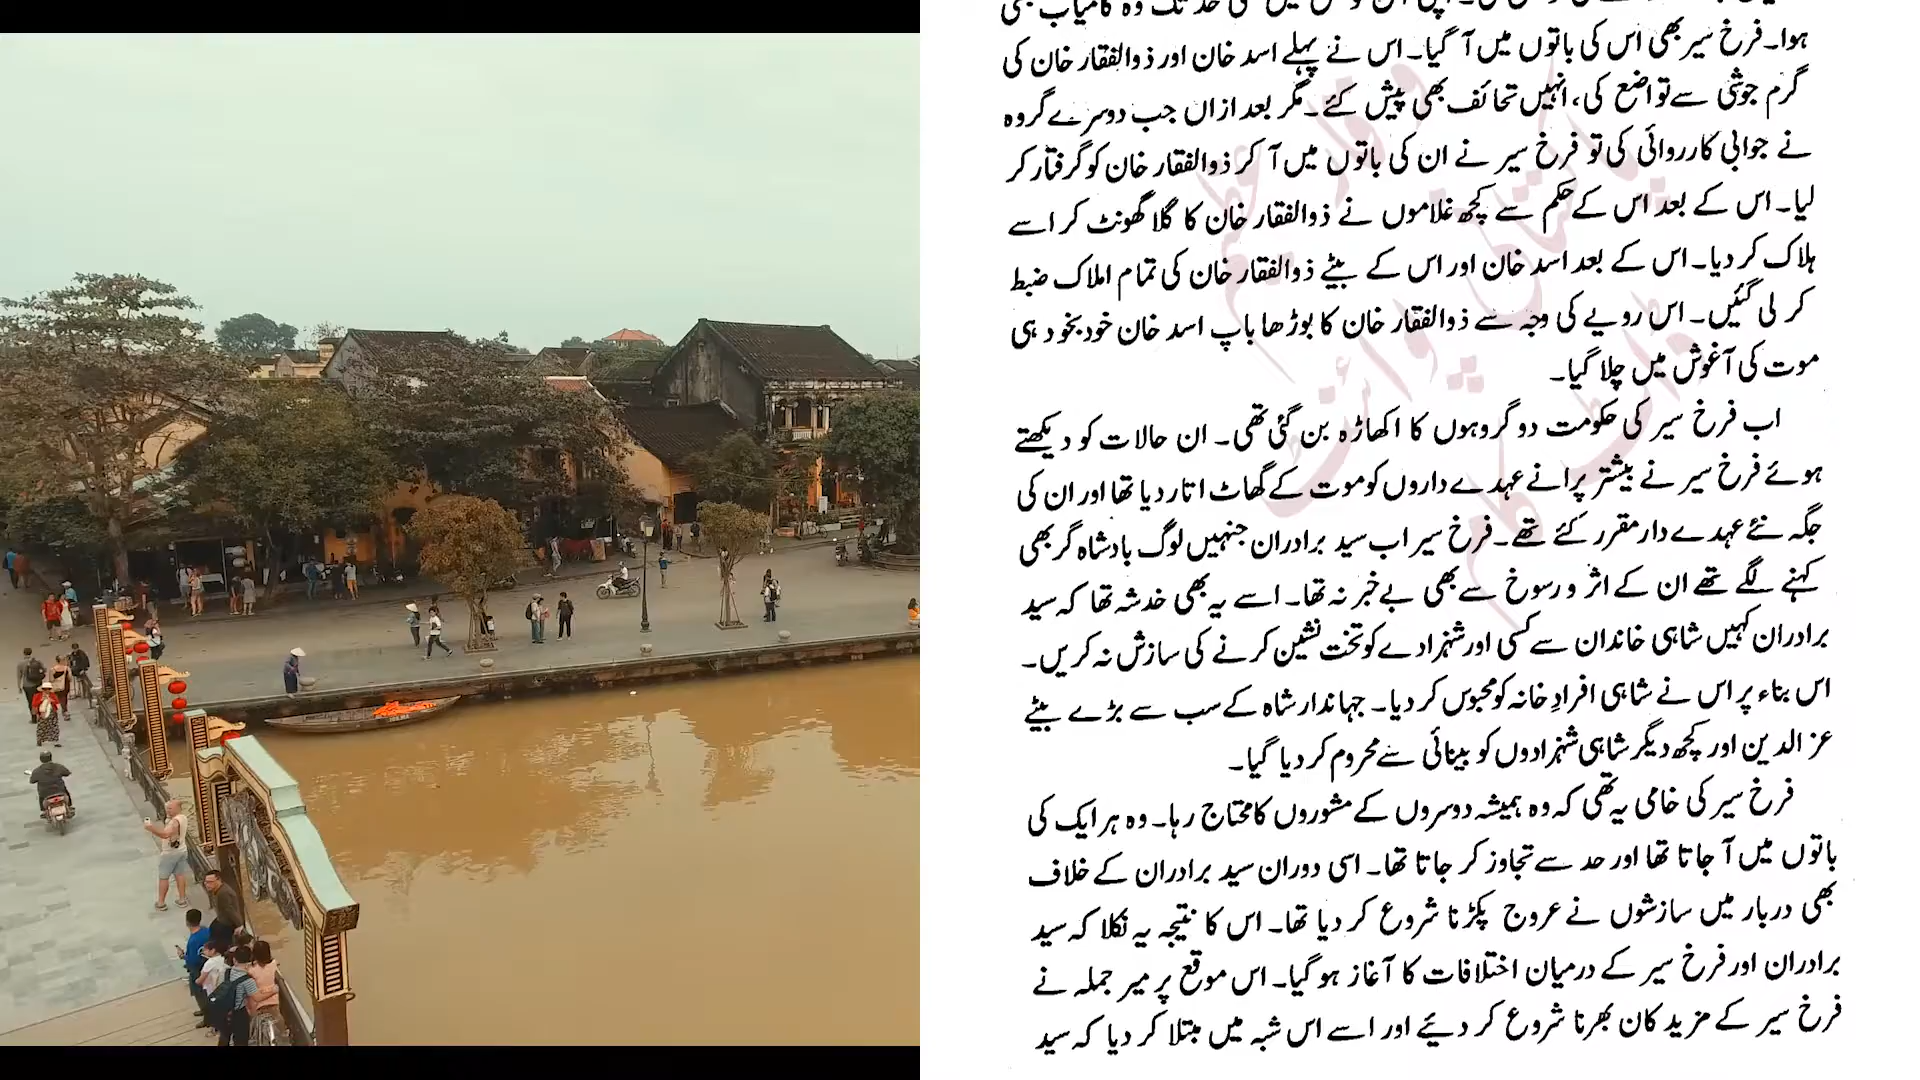 ہوا۔ فرخ سیر بھی اس کی باتوں میں آ گیا۔ اس نے پہلے اسد خان اور ذوالفقار خان کی
گرم جوشی سے تواضع کی، انہیں تحائف بھی پیش کئے۔ مگر بعد ازاں جب دوسرے گروہ
نے جوابی کارروائی کی تو فرخ سیر نے ان کی باتوں میں آ کر ذوالفقار خان کو گرفتار کر
لیا۔ اس کے بعد اس کے حکم سے کچھ غلاموں نے ذوالفقار خان کا گلا گھونٹ کر اسے
ہلاک کر دیا۔ اس کے بعد اسد خان اور اس کے بیٹے ذوالفقار خان کی تمام املاک ضبط
کر لی گئیں۔ اس رویے کی وجہ سے ذوالفقار خان کا بوڑھا باپ اسد خان خود بخود ہی
موت کی آغوش میں چلا گیا۔
اب فرخ سیر کی حکومت دو گروہوں کا اکھاڑہ بن گئی تھی۔ ان حالات کو دیکھتے
ہوئے فرخ سیر نے بیشتر پرانے عہدے داروں کو موت کے گھاٹ اتار دیا تھا اور ان کی
جگہ نئے عہدے دار مقرر کئے تھے۔ فرخ سیر اب سید برادران جنہیں لوگ بادشاہ گر بھی
کہنے لگے تھے ان کے اثر و رسوخ سے بھی بے خبر نہ تھا۔ اسے یہ بھی خدشہ تھا کہ سید
برادران کہیں شاہی خاندان سے کسی اور شہزادے کو تخت نشین کرنے کی سازش نہ کریں۔
اس بناء پر اس نے شاہی افرادِ خانہ کو محبوس کر دیا۔ جہاندار شاہ کے سب سے بڑے بیٹے
عز الدین اور کچھ دیگر شاہی شہزادوں کو بینائی سے محروم کر دیا گیا۔
فرخ سیر کی خامی یہ تھی کہ وہ ہمیشہ دوسروں کے مشوروں کا محتاج رہا۔ وہ ہر ایک کی
باتوں میں آ جاتا تھا اور حد سے تجاوز کر جاتا تھا۔ اسی دوران سید برادران کے خلاف
بھی دربار میں سازشوں نے عروج پکڑنا شروع کر دیا تھا۔ اس کا نتیجہ یہ نکلا کہ سید
برادران اور فرخ سیر کے درمیان اختلافات کا آغاز ہو گیا۔ اس موقع پر میر جملہ نے
فرخ سیر کے مزید کان بھرنا شروع کر دیئے اور اسے اس شبہ میں مبتلا کر دیا کہ سید